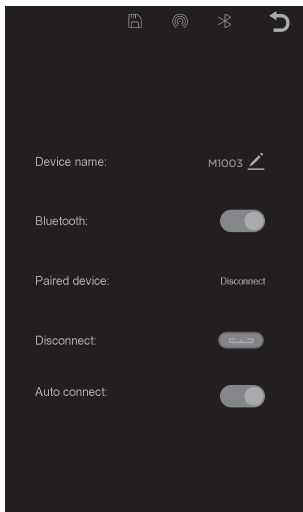 Device name: M1003
Bluetooth:
Paired device: Disconnect
Disconnect:
Auto connect: